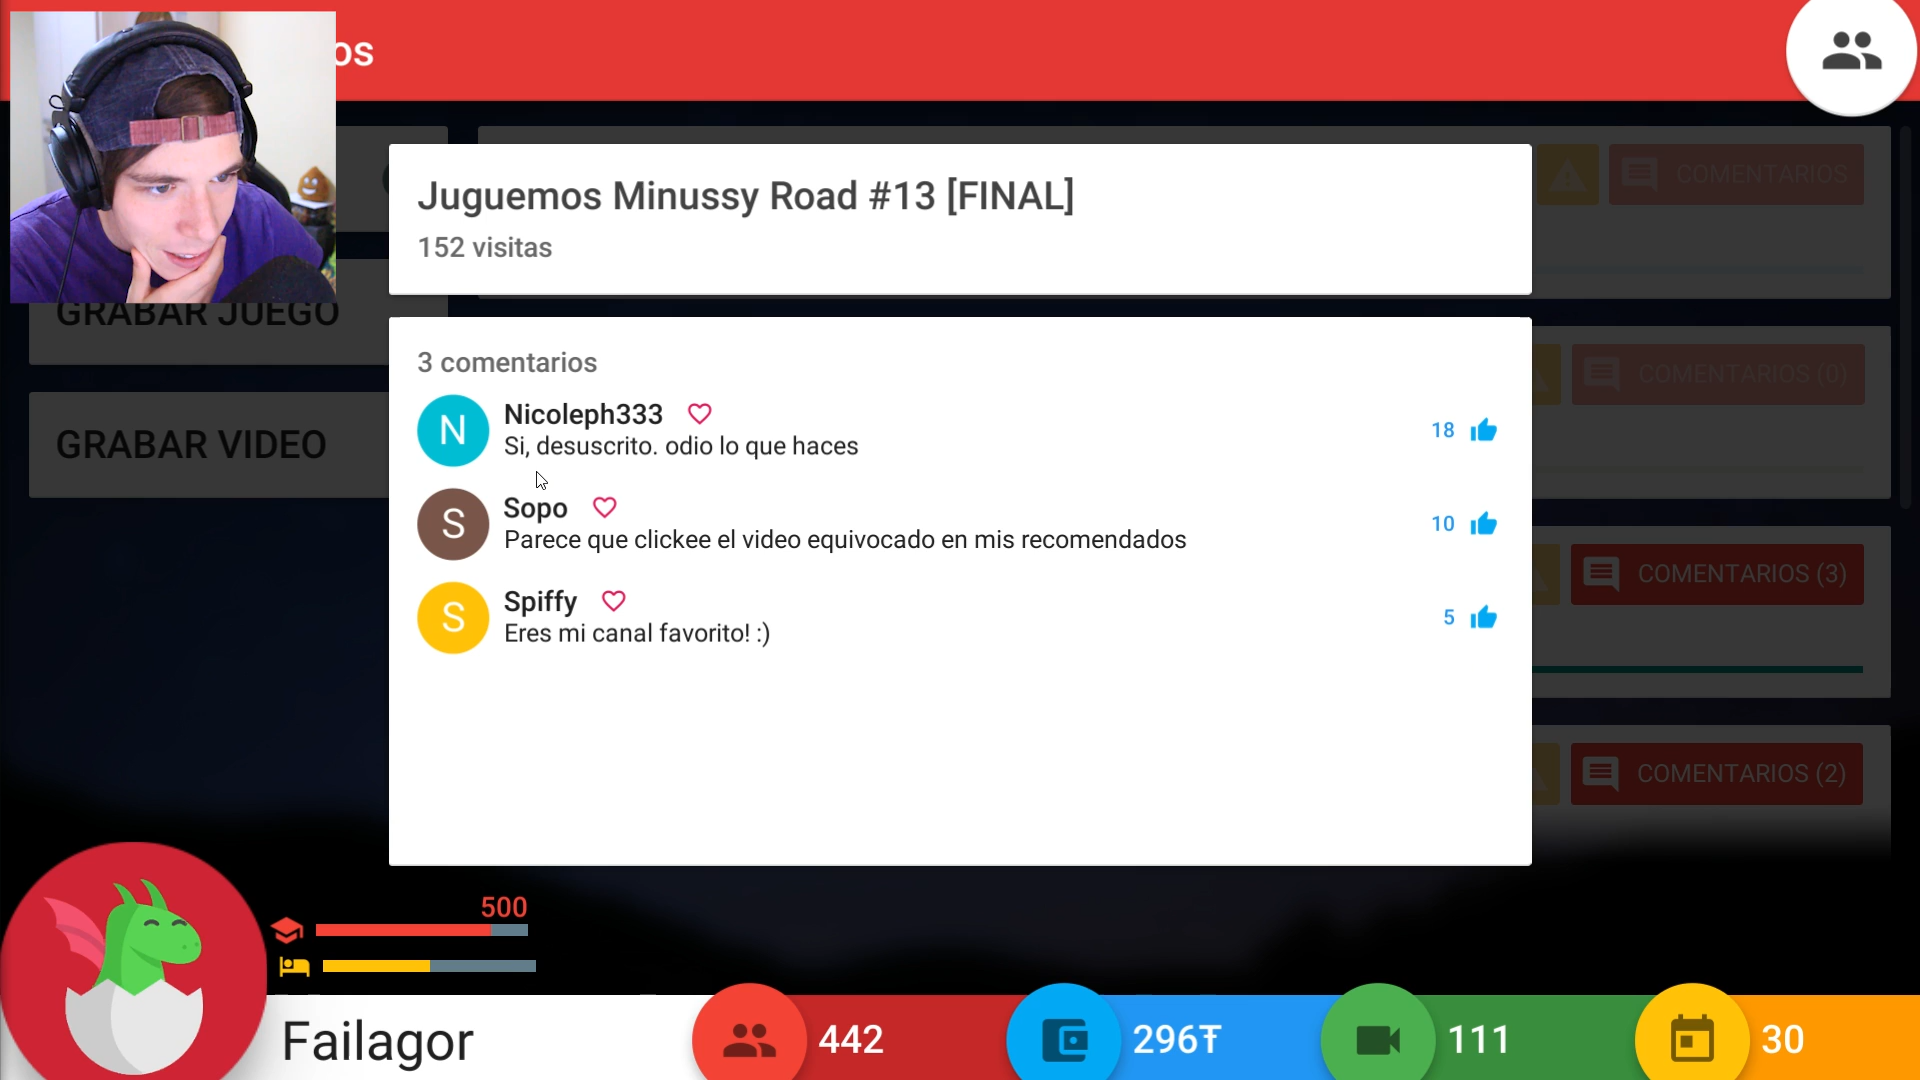 os
COMENTARIOS
Juguemos Minussy Road #13 [FINAL]
152 visitas
GRABAR JUEGO
3 comentarios
COMENTARIOS (0)
N
Nicoleph333
18
Si, desuscrito. odio lo que haces
GRABAR VIDEO
S
Sopo
10
Parece que clickee el video equivocado en mis recomendados
COMENTARIOS (3)
S
Spiffy
5
Eres mi canal favorito! :)
COMENTARIOS (2)
500
Failagor
442
296Ŧ
111
30